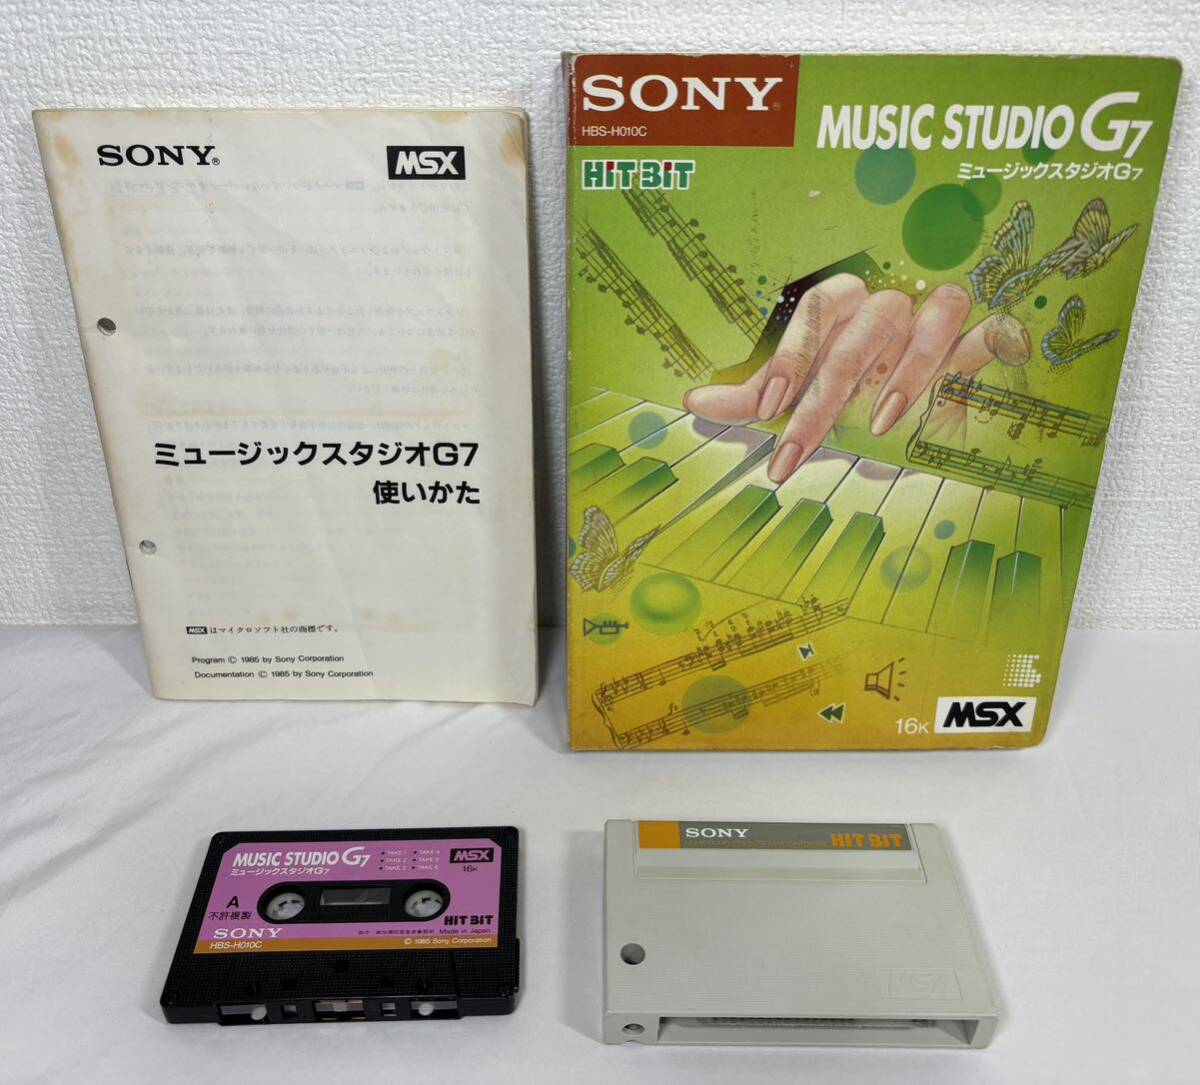 SONY®
MSX
ミュージックスタジオG7
使いかた
MSX はマイクロソフト社の商標です。
Program © 1985 by Sony Corporation
Documentation © 1985 by Sony Corporation
SONY®
HBS-H010C
HiT BiT
MUSIC STUDIO G7
ミュージックスタジオG7
16K MSX
MUSIC STUDIO G7
ミュージックスタジオG7
MSX
16K
A
不許複製
HIT BIT
SONY
HBS-H010C
Made in Japan
© 1985 Sony Corporation
SONY
HIT BIT
MSX